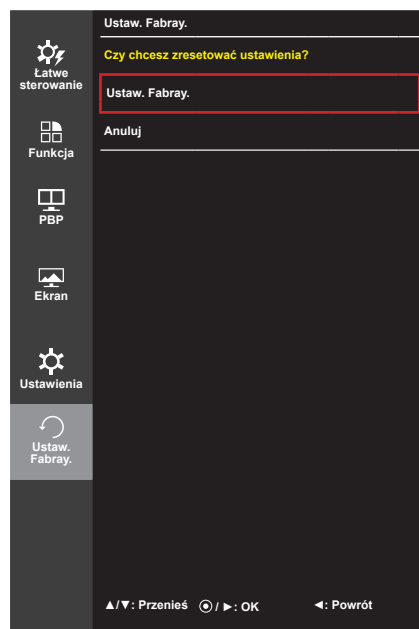 Ustaw. Fabray.
Czy chcesz zresetować ustawienia?
Ustaw. Fabray.
Anuluj
Łatwe
sterowanie
Funkcja
PBP
Ekran
Ustawienia
Ustaw.
Fabray.
▲/▼: Przenieś ⦿ / ►: OK ◄: Powrót